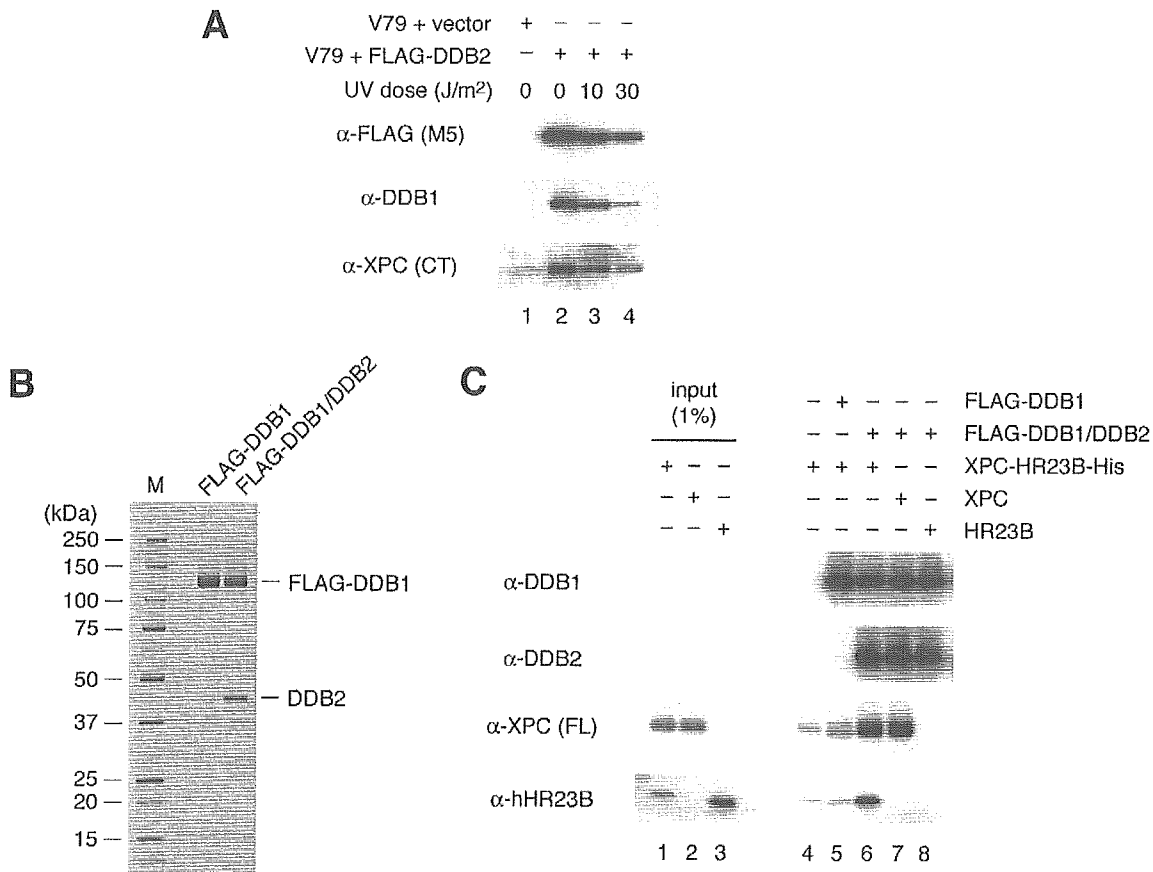 A
V79 + vector + – – –
V79 + FLAG-DDB2 – + + +
UV dose (J/m²) 0 0 10 30
α-FLAG (M5)
α-DDB1
α-XPC (CT)
1 2 3 4
B
M FLAG-DDB1 FLAG-DDB1/DDB2
(kDa)
250
150
FLAG-DDB1
100
75
50
DDB2
37
25
20
15
C
input
(1%)
– + – – – FLAG-DDB1
– – + + + FLAG-DDB1/DDB2
+ – – + + + – – XPC-HR23B-His
– + – – – – + – XPC
– – + – – – – + HR23B
α-DDB1
α-DDB2
α-XPC (FL)
α-hHR23B
1 2 3 4 5 6 7 8